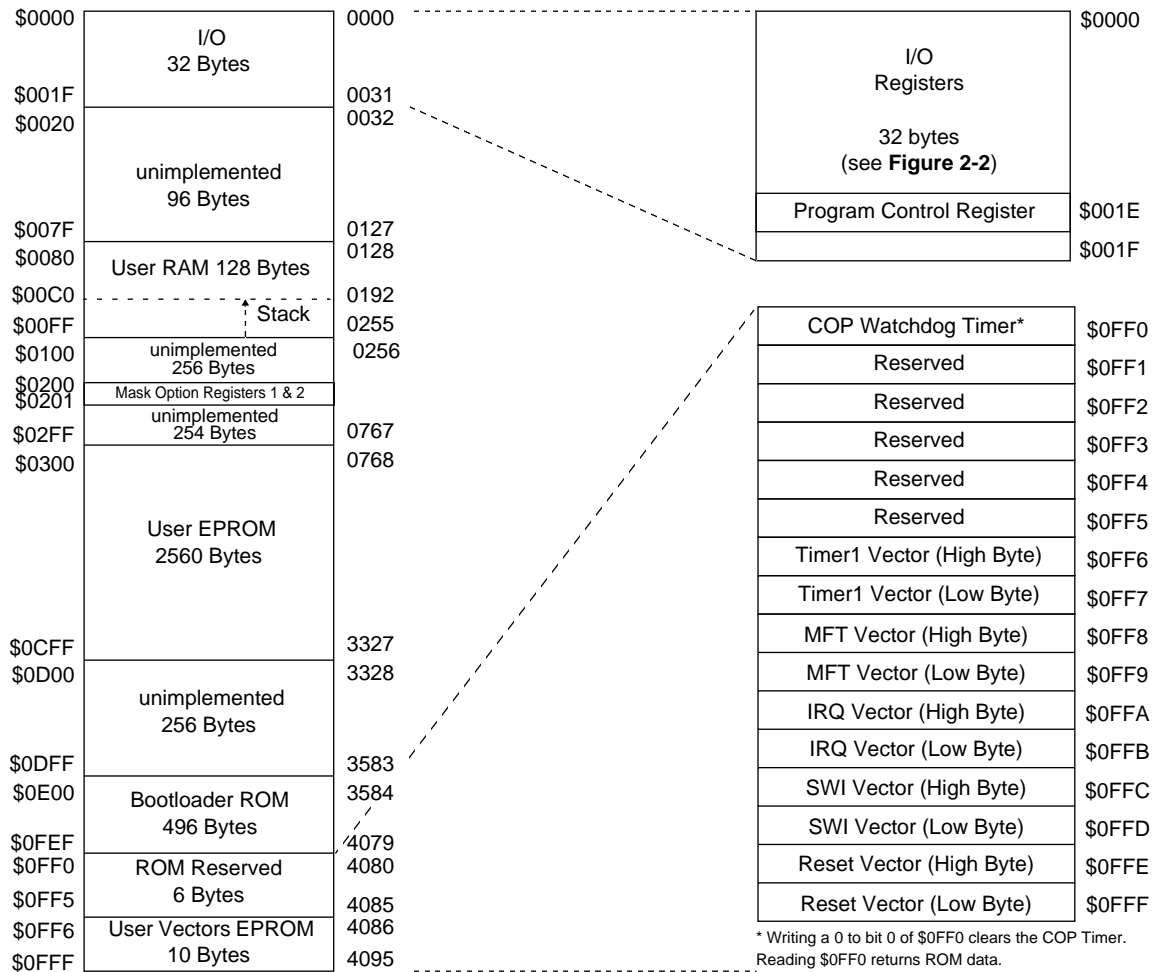 $0000 0000 $0000
I/O
32 Bytes
$001F 0031
$0020 0032
unimplemented
96 Bytes
$007F 0127
$0080 0128
User RAM 128 Bytes
$00C0 0192
Stack
$00FF 0255
$0100 0256
unimplemented
256 Bytes
$0200
$0201
Mask Option Registers 1 & 2
unimplemented
254 Bytes
$02FF 0767
$0300 0768
User EPROM
2560 Bytes
$0CFF 3327
$0D00 3328
unimplemented
256 Bytes
$0DFF 3583
$0E00 3584
Bootloader ROM
496 Bytes
$0FEF 4079
$0FF0 4080
ROM Reserved
6 Bytes
$0FF5 4085
$0FF6 4086
User Vectors EPROM
10 Bytes
$0FFF 4095
I/O
Registers
32 bytes
(see Figure 2-2)
Program Control Register $001E
$001F
COP Watchdog Timer* $0FF0
Reserved $0FF1
Reserved $0FF2
Reserved $0FF3
Reserved $0FF4
Reserved $0FF5
Timer1 Vector (High Byte) $0FF6
Timer1 Vector (Low Byte) $0FF7
MFT Vector (High Byte) $0FF8
MFT Vector (Low Byte) $0FF9
IRQ Vector (High Byte) $0FFA
IRQ Vector (Low Byte) $0FFB
SWI Vector (High Byte) $0FFC
SWI Vector (Low Byte) $0FFD
Reset Vector (High Byte) $0FFE
Reset Vector (Low Byte) $0FFF
* Writing a 0 to bit 0 of $0FF0 clears the COP Timer.
Reading $0FF0 returns ROM data.